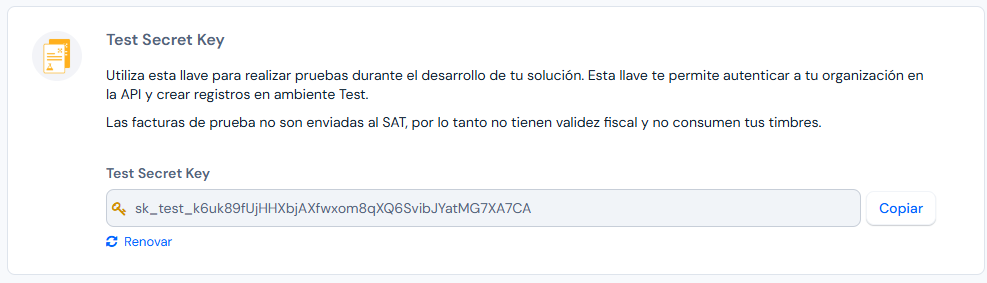 Test Secret Key
Utiliza esta llave para realizar pruebas durante el desarrollo de tu solución. Esta llave te permite autenticar a tu organización en
la API y crear registros en ambiente Test.
Las facturas de prueba no son enviadas al SAT, por lo tanto no tienen validez fiscal y no consumen tus timbres.
Test Secret Key
sk_test_k6uk89fUjHHXbjAXfwxom8qXQ6SvibJYatMG7XA7CA
Copiar
Renovar